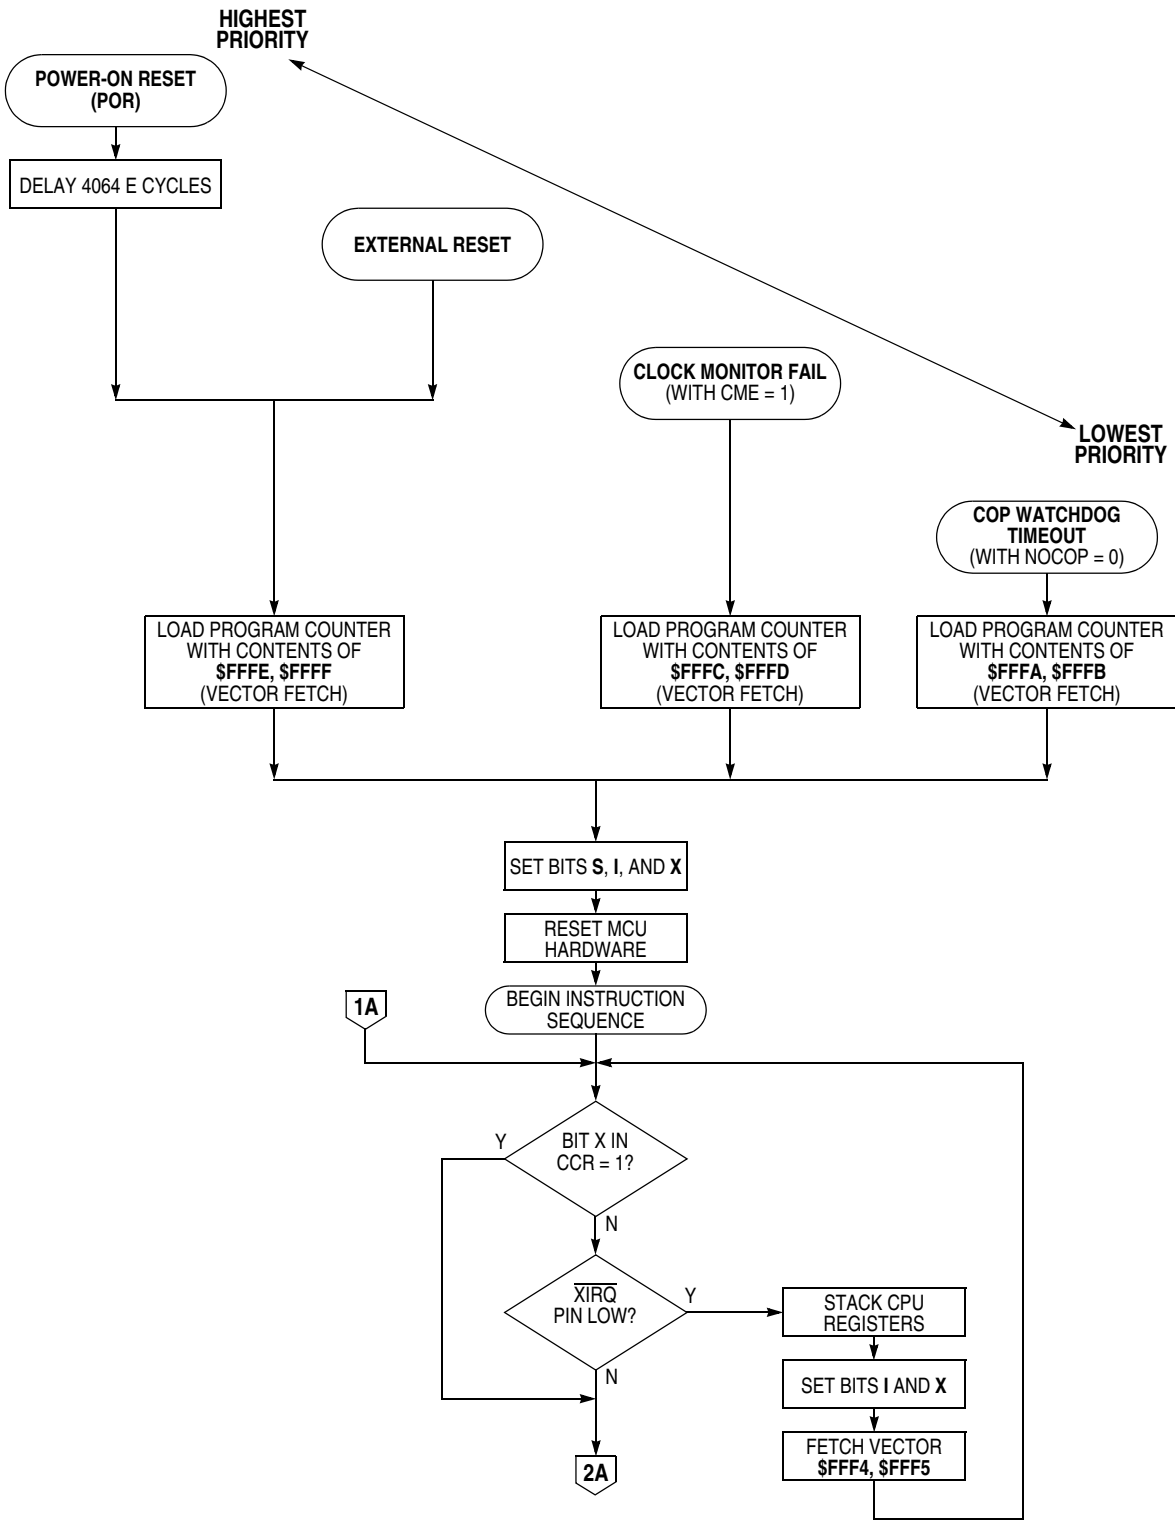 HIGHEST
PRIORITY
POWER-ON RESET
(POR)
DELAY 4064 E CYCLES
EXTERNAL RESET
CLOCK MONITOR FAIL
(WITH CME = 1)
LOWEST
PRIORITY
COP WATCHDOG
TIMEOUT
(WITH NOCOP = 0)
LOAD PROGRAM COUNTER
WITH CONTENTS OF
$FFFE, $FFFF
(VECTOR FETCH)
LOAD PROGRAM COUNTER
WITH CONTENTS OF
$FFFC, $FFFD
(VECTOR FETCH)
LOAD PROGRAM COUNTER
WITH CONTENTS OF
$FFFA, $FFFB
(VECTOR FETCH)
SET BITS S, I, AND X
RESET MCU
HARDWARE
BEGIN INSTRUCTION
SEQUENCE
1A
Y
BIT X IN
CCR = 1?
N
XIRQ
PIN LOW?
Y
N
STACK CPU
REGISTERS
SET BITS I AND X
FETCH VECTOR
$FFF4, $FFF5
2A